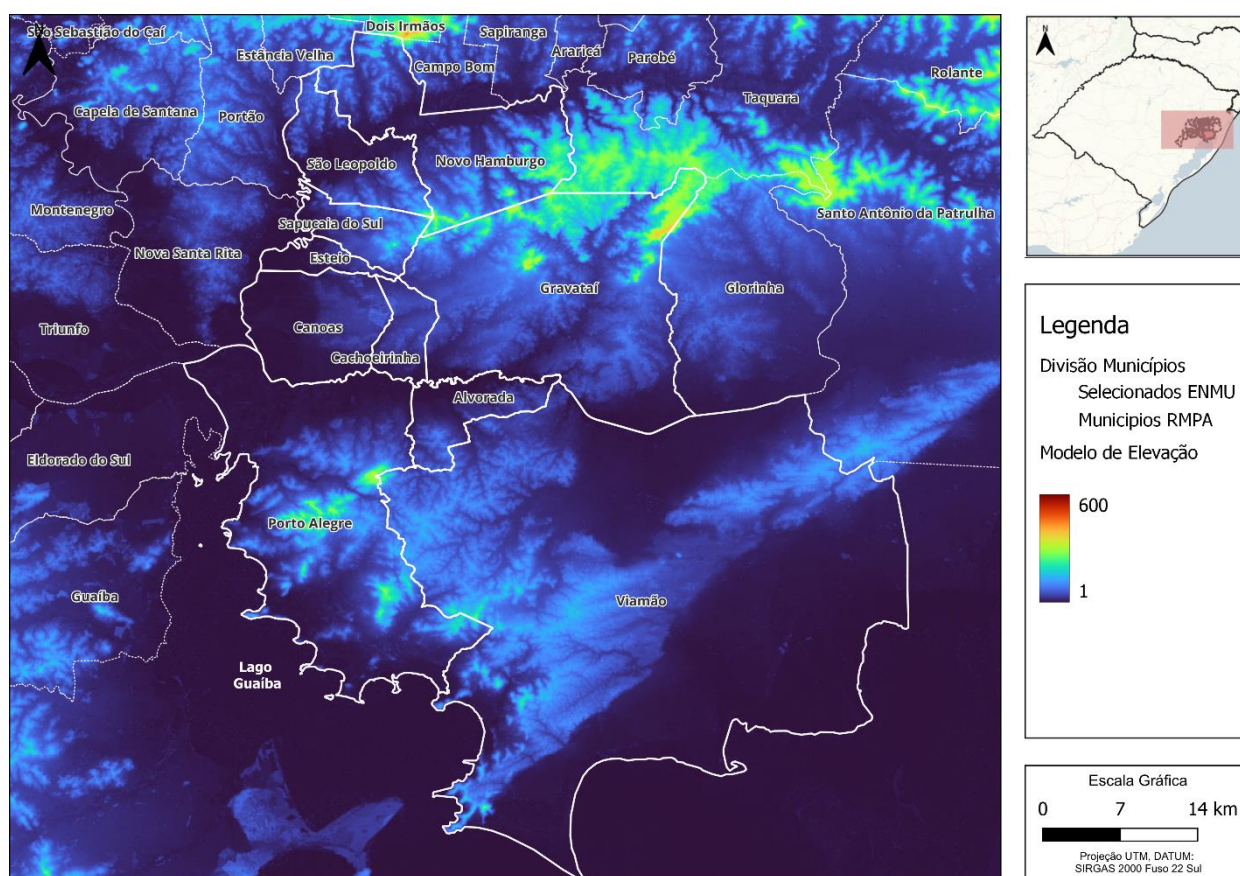 Dois Irmãos
São Sebastião do Caí
Sapiranga
Estância Velha
Araricá
Parobé
Campo Bom
Rolante
Capela de Santana
Taquara
Portão
São Leopoldo
Novo Hamburgo
Montenegro
Santo Antônio da Patrulha
Sapucaia do Sul
Nova Santa Rita
Esteio
Gravataí
Glorinha
Triunfo
Canoas
Cachoeirinha
Alvorada
Eldorado do Sul
Porto Alegre
Guaíba
Viamão
Lago
Guaíba
N
Legenda
Divisão Municípios
Selecionados ENMU
Municipios RMPA
Modelo de Elevação
600
1
Escala Gráfica
0 7 14 km
Projeção UTM, DATUM:
SIRGAS 2000 Fuso 22 Sul